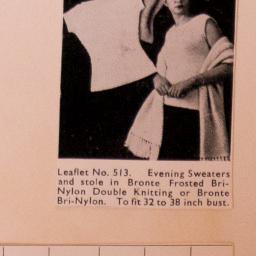 Leaflet No. 513. Evening Sweaters
and stole in Bronte Frosted Bri-
Nylon Double Knitting or Bronte
Bri-Nylon. To fit 32 to 38 inch bust.